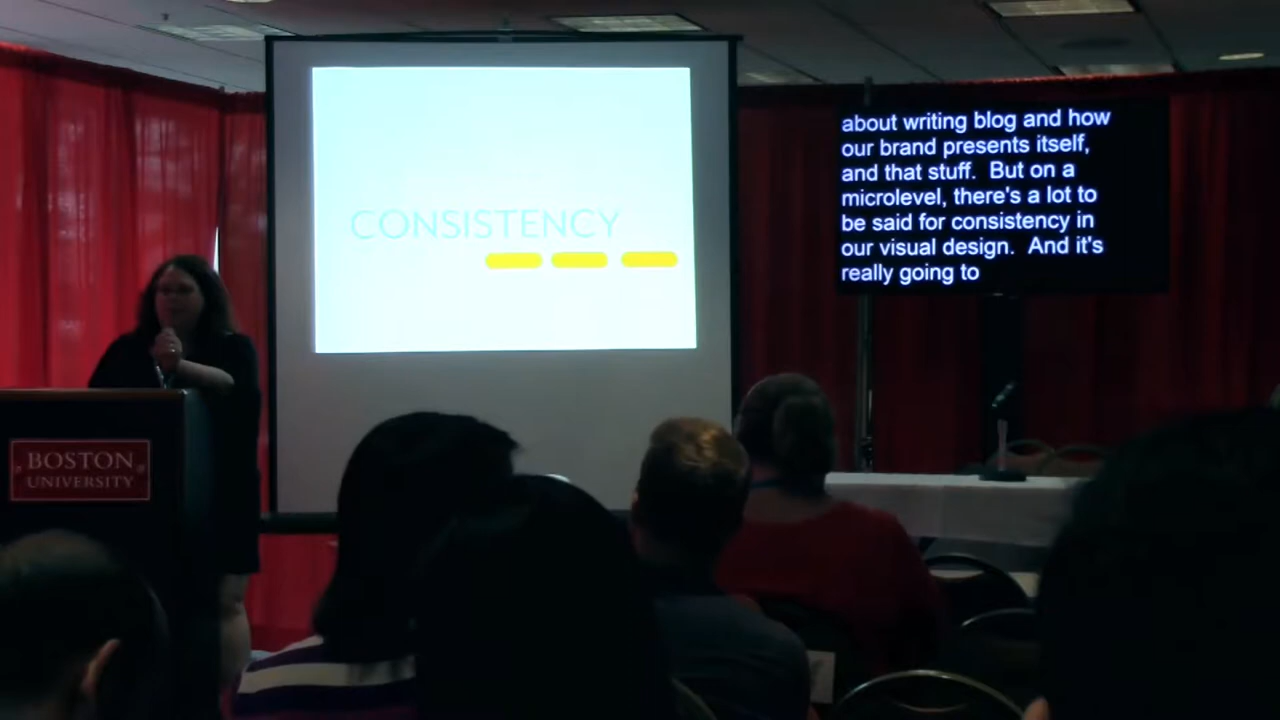 CONSISTENCY
about writing blog and how
our brand presents itself,
and that stuff.  But on a
microlevel, there's a lot to
be said for consistency in
our visual design.  And it's
really going to
BOSTON
UNIVERSITY